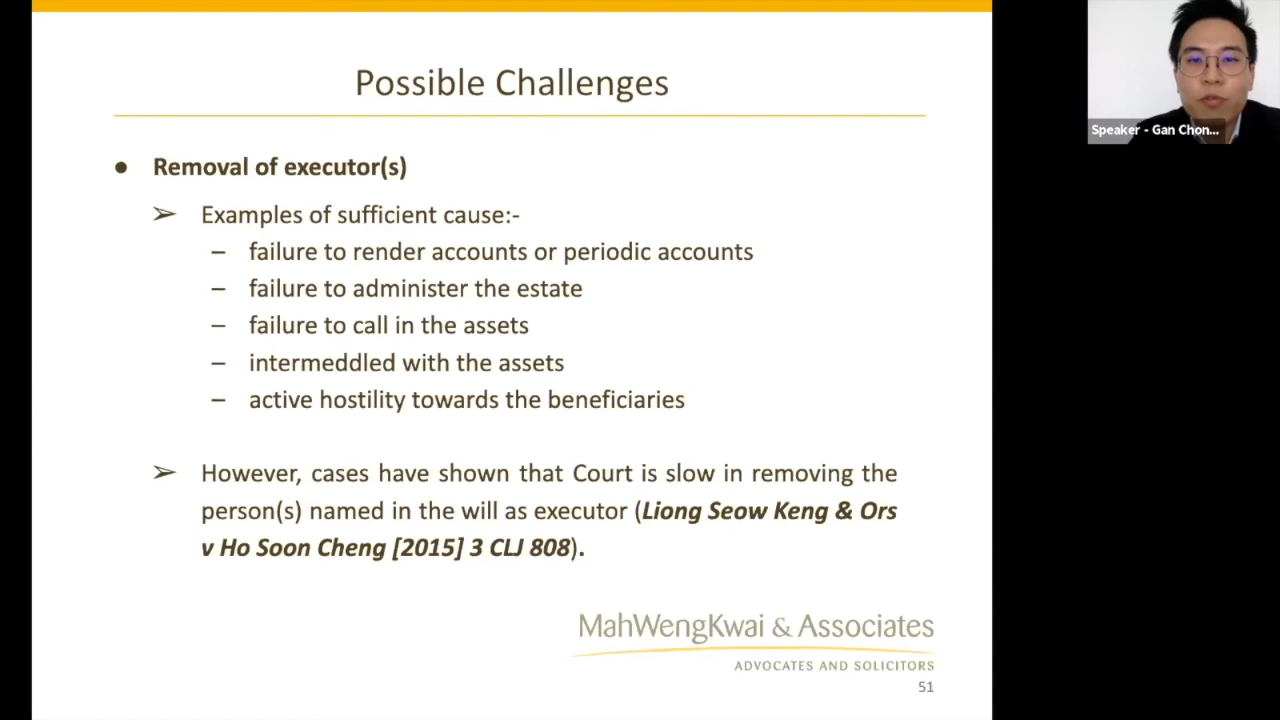 Possible Challenges
● Removal of executor(s)
➢ Examples of sufficient cause:-
– failure to render accounts or periodic accounts
– failure to administer the estate
– failure to call in the assets
– intermeddled with the assets
– active hostility towards the beneficiaries
➢ However, cases have shown that Court is slow in removing the
person(s) named in the will as executor (Liong Seow Keng & Ors
v Ho Soon Cheng [2015] 3 CLJ 808).
MahWengKwai & Associates
ADVOCATES AND SOLICITORS
51
Speaker - Gan Chon...